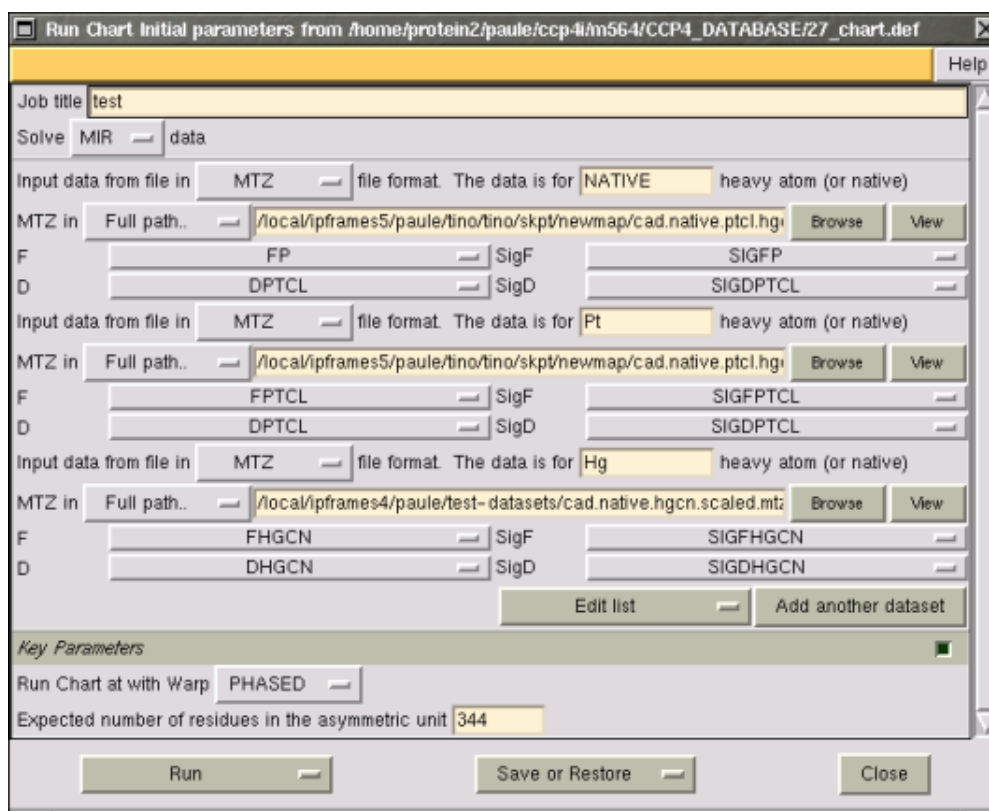 Run Chart Initial parameters from /home/protein2/paule/ccp4i/m564/CCP4_DATABASE/27_chart.def
Help
Job title test
Solve MIR data
Input data from file in MTZ file format. The data is for NATIVE heavy atom (or native)
MTZ in Full path.. /local/ipframes5/paule/tino/tino/skpt/newmap/cad.native.ptcl.hg Browse View
F FP SigF SIGFP
D DPTCL SigD SIGDPTCL
Input data from file in MTZ file format. The data is for Pt heavy atom (or native)
MTZ in Full path.. /local/ipframes5/paule/tino/tino/skpt/newmap/cad.native.ptcl.hg Browse View
F FPTCL SigF SIGFPTCL
D DPTCL SigD SIGDPTCL
Input data from file in MTZ file format. The data is for Hg heavy atom (or native)
MTZ in Full path.. /local/ipframes4/paule/test-datasets/cad.native.hgcn.scaled.mtz Browse View
F FHGCN SigF SIGFHGCN
D DHGCN SigD SIGDHGCN
Edit list Add another dataset
Key Parameters
Run Chart at with Warp PHASED
Expected number of residues in the asymmetric unit 344
Run Save or Restore Close